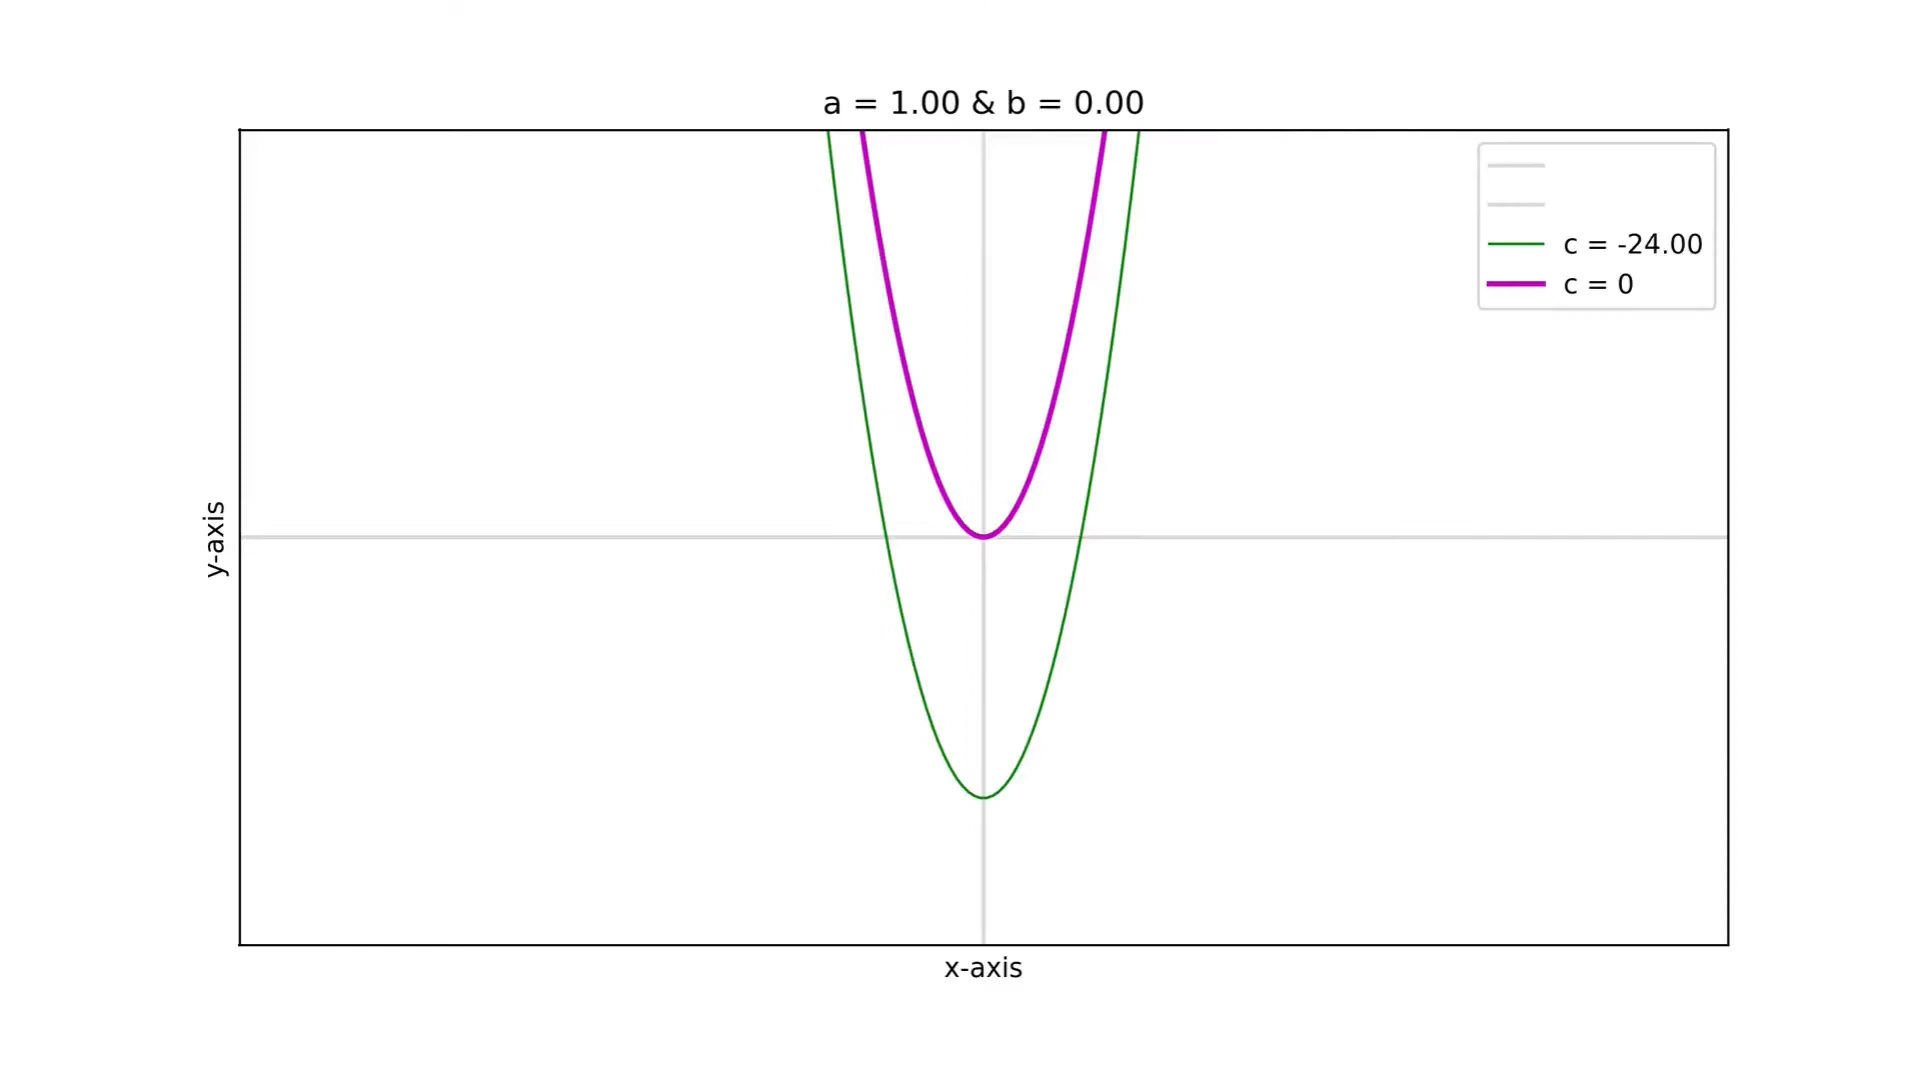 a = 1.00 & b = 0.00
c = -24.00
c = 0
y-axis
x-axis